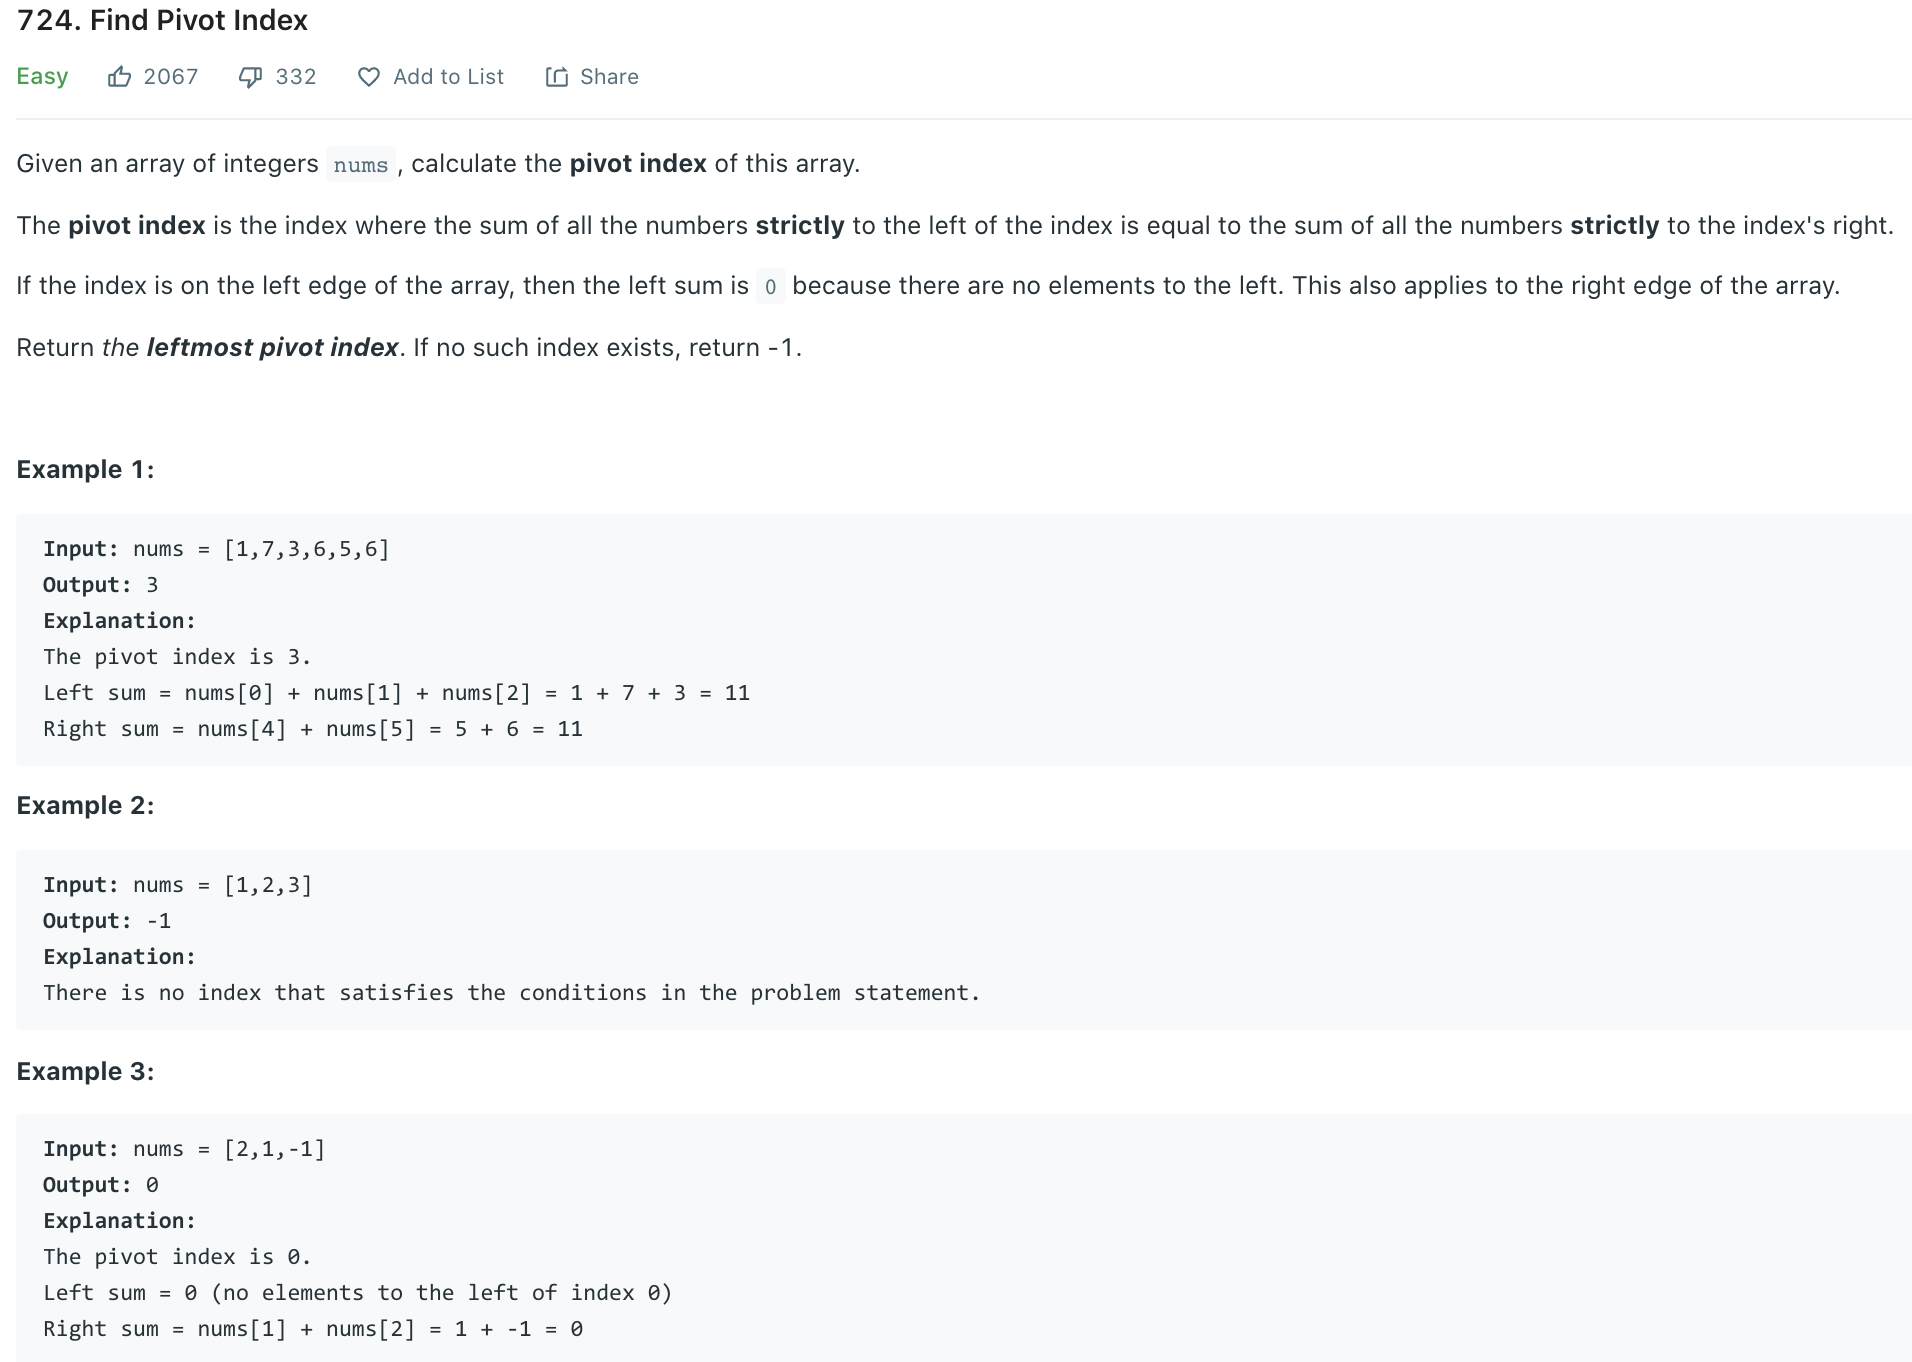 724. Find Pivot Index
Easy 2067 332 Add to List Share
Given an array of integers nums , calculate the pivot index of this array.
The pivot index is the index where the sum of all the numbers strictly to the left of the index is equal to the sum of all the numbers strictly to the index's right.
If the index is on the left edge of the array, then the left sum is 0 because there are no elements to the left. This also applies to the right edge of the array.
Return the leftmost pivot index. If no such index exists, return -1.
Example 1:
Input: nums = [1,7,3,6,5,6]
Output: 3
Explanation:
The pivot index is 3.
Left sum = nums[0] + nums[1] + nums[2] = 1 + 7 + 3 = 11
Right sum = nums[4] + nums[5] = 5 + 6 = 11
Example 2:
Input: nums = [1,2,3]
Output: -1
Explanation:
There is no index that satisfies the conditions in the problem statement.
Example 3:
Input: nums = [2,1,-1]
Output: 0
Explanation:
The pivot index is 0.
Left sum = 0 (no elements to the left of index 0)
Right sum = nums[1] + nums[2] = 1 + -1 = 0